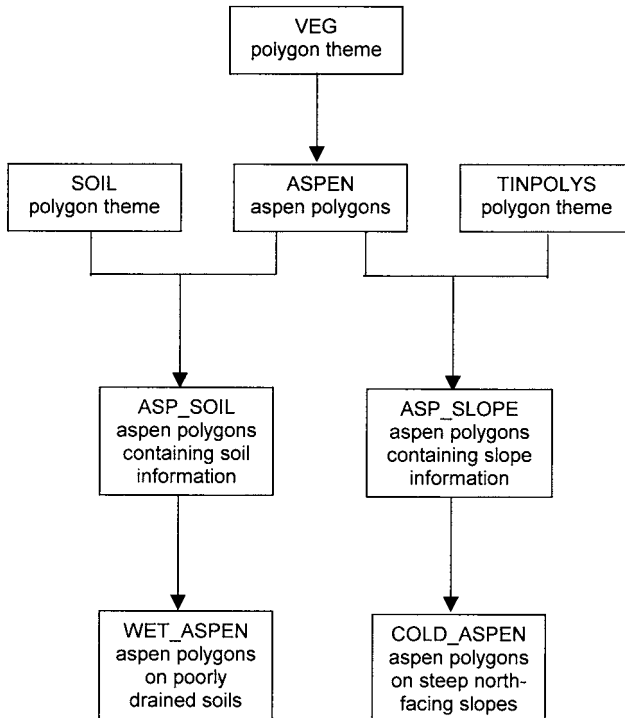 VEG
polygon theme
SOIL
polygon theme
ASPEN
aspen polygons
TINPOLYS
polygon theme
ASP_SOIL
aspen polygons
containing soil
information
ASP_SLOPE
aspen polygons
containing slope
information
WET_ASPEN
aspen polygons
on poorly
drained soils
COLD_ASPEN
aspen polygons
on steep north-
facing slopes